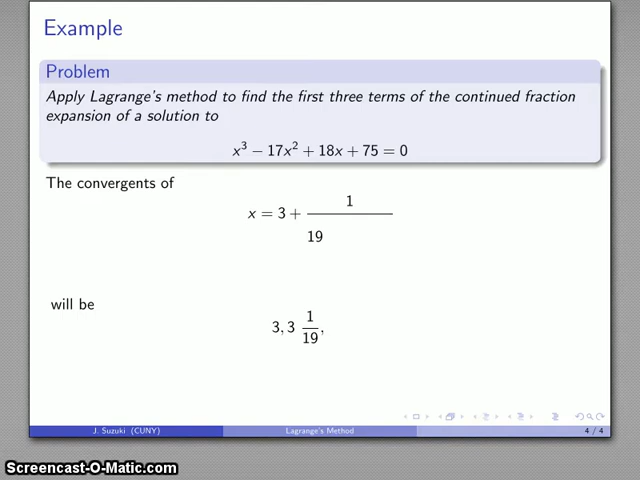 Example
Problem
Apply Lagrange's method to find the first three terms of the continued fraction
expansion of a solution to
x³ − 17x² + 18x + 75 = 0
The convergents of
x = 3 + 1
19
will be
3, 3 1/19,
J. Suzuki (CUNY)
Lagrange's Method
4 / 4
Screencast-O-Matic.com